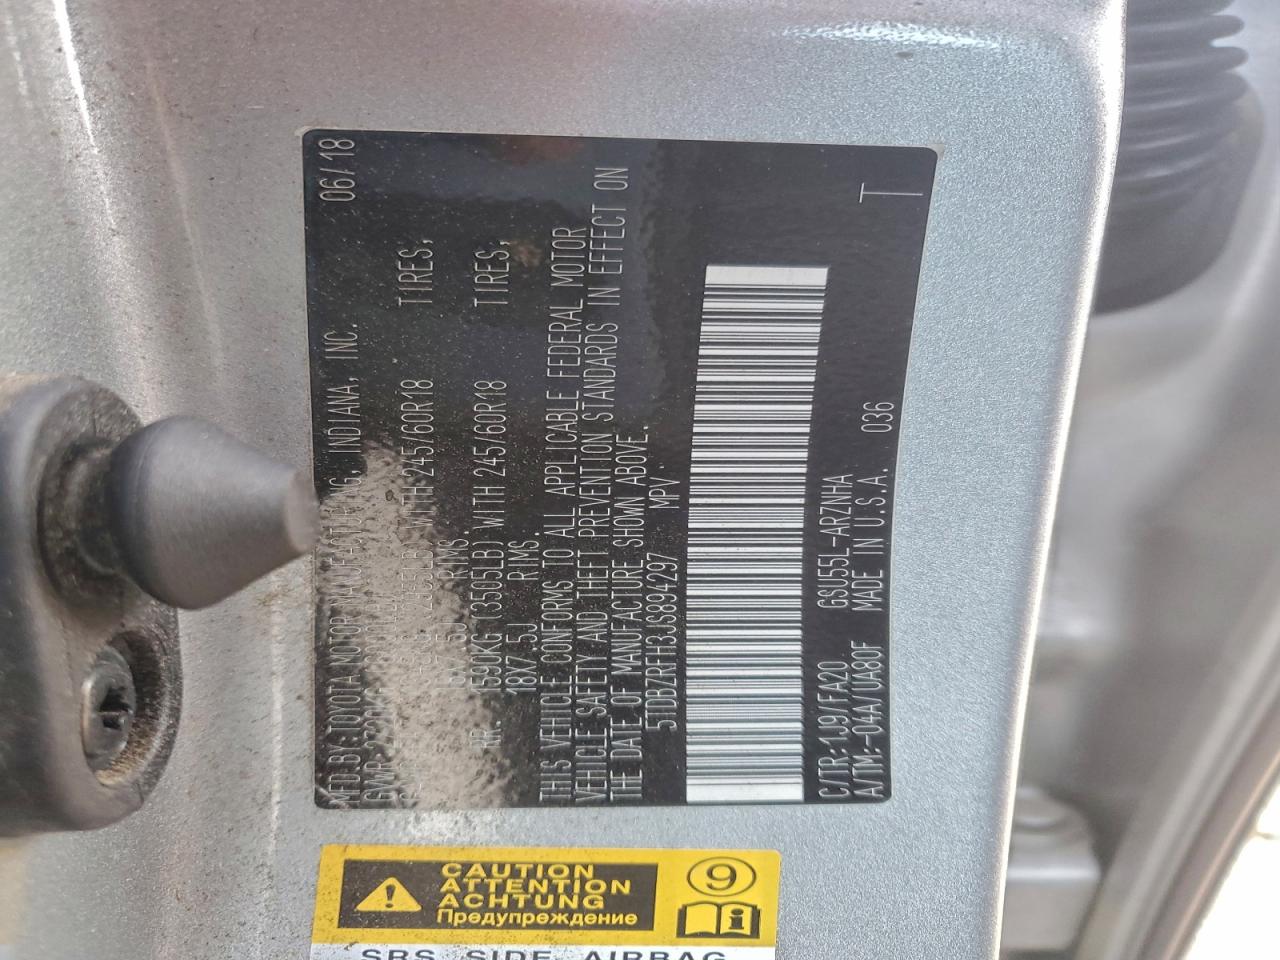 MFD.BY:TOYOTA MOTOR MANUFACTURING, INDIANA, INC. 06/18
WITH 245/60R18 TIRES,
RIMS.
RR. 1590KG (3505LB) WITH 245/60R18 TIRES,
18X7.5J RIMS.
THIS VEHICLE CONFORMS TO ALL APPLICABLE FEDERAL MOTOR
VEHICLE SAFETY AND THEFT PREVENTION STANDARDS IN EFFECT ON
THE DATE OF MANUFACTURE SHOWN ABOVE.
5TDBZRFH3JS894297 MPV
C/TR:1J9/FA20 GSU55L-ARZNHA
A/TM:-04A/UA80F MADE IN U.S.A. 036
T
CAUTION
ATTENTION
ACHTUNG
Предупреждение
9
i
SRS SIDE AIRBAG